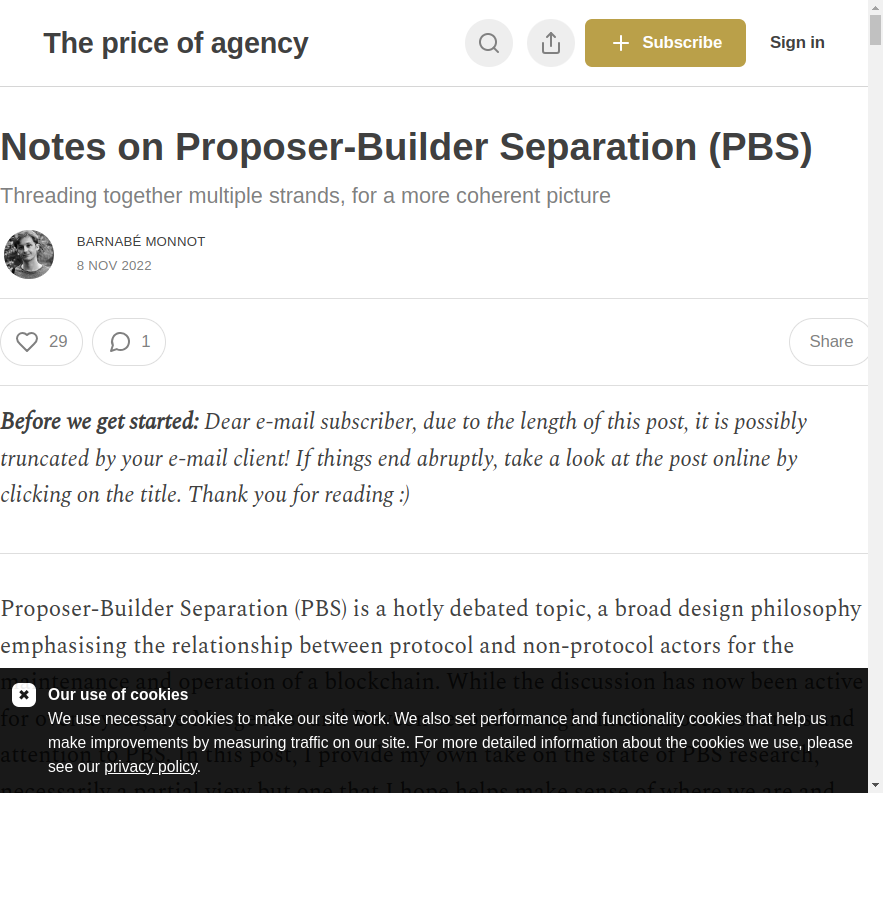 The price of agency
Subscribe
Sign in
Notes on Proposer-Builder Separation (PBS)
Threading together multiple strands, for a more coherent picture
BARNABÉ MONNOT
8 NOV 2022
29
1
Share
Before we get started: Dear e-mail subscriber, due to the length of this post, it is possibly
truncated by your e-mail client! If things end abruptly, take a look at the post online by
clicking on the title. Thank you for reading :)
Proposer-Builder Separation (PBS) is a hotly debated topic, a broad design philosophy
emphasising the relationship between protocol and non-protocol actors for the
maintenance and operation of a blockchain. While the discussion has now been active
Our use of cookies
We use necessary cookies to make our site work. We also set performance and functionality cookies that help us
make improvements by measuring traffic on our site. For more detailed information about the cookies we use, please
see our privacy policy.
attention to PBS. In this post, I provide my own take on the state of PBS research,
necessarily a partial view but one that I hope helps make sense of where we are and